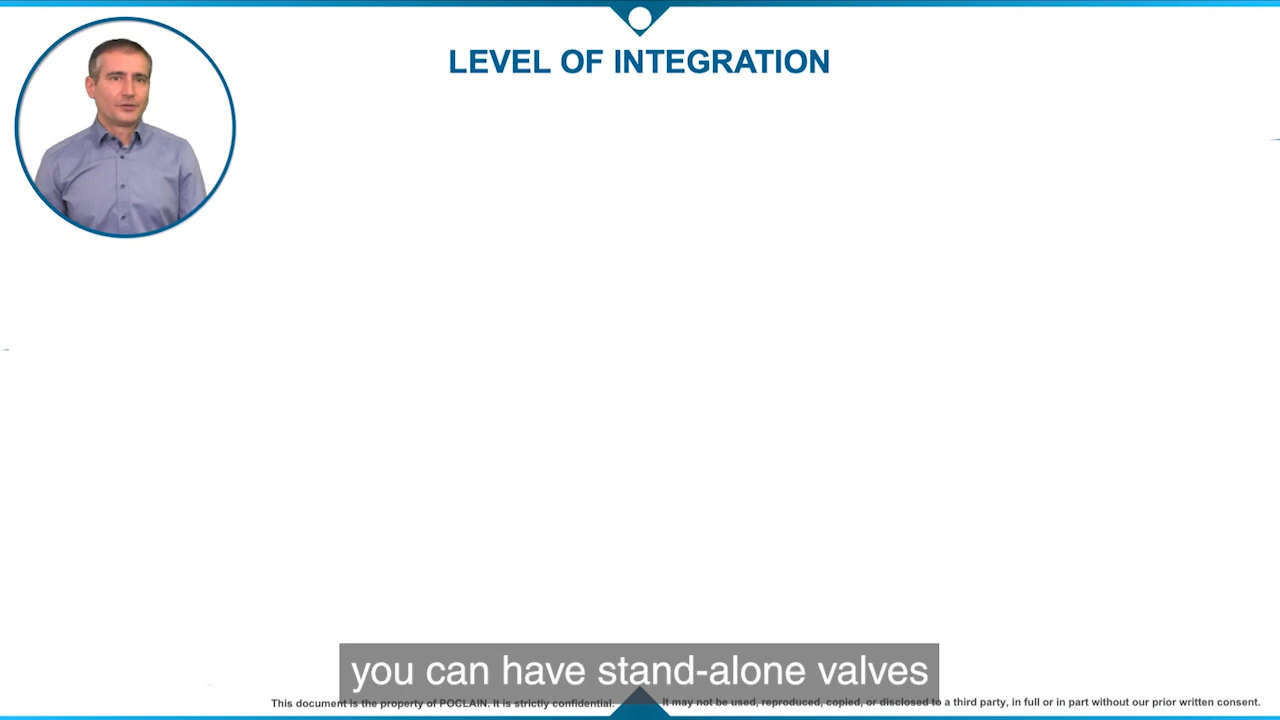 LEVEL OF INTEGRATION
you can have stand-alone valves
This document is the property of POCLAIN. It is strictly confidential. It may not be used, reproduced, copied, or disclosed to a third party, in full or in part without our prior written consent.